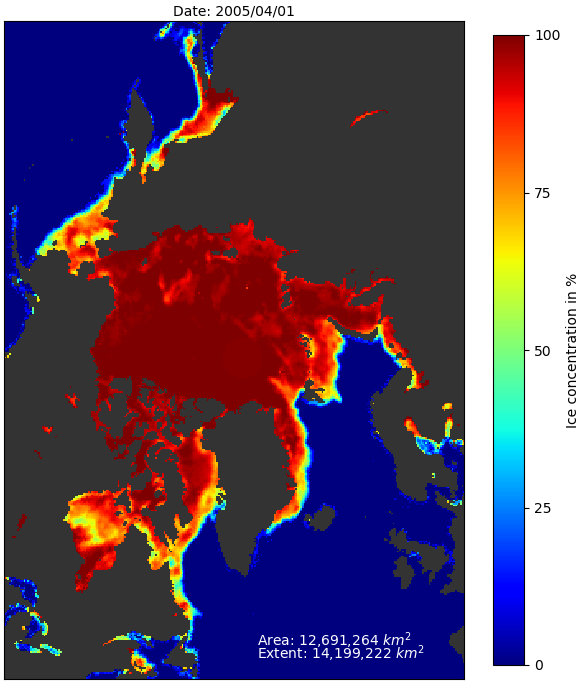 Date: 2005/04/01
100
75
50
25
0
Ice concentration in %
Area: 12,691,264 km²
Extent: 14,199,222 km²